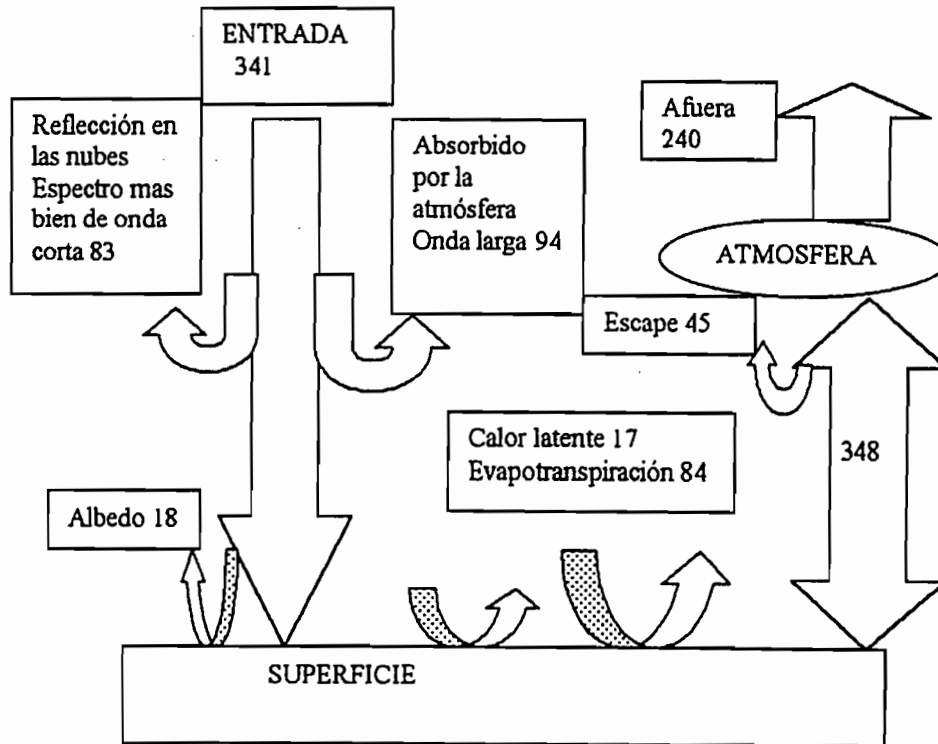 ENTRADA
341
Reflección en
las nubes
Espectro mas
bien de onda
corta 83
Absorbido
por la
atmósfera
Onda larga 94
Afuera
240
ATMOSFERA
Escape 45
348
Calor latente 17
Evapotranspiración 84
Albedo 18
SUPERFICIE